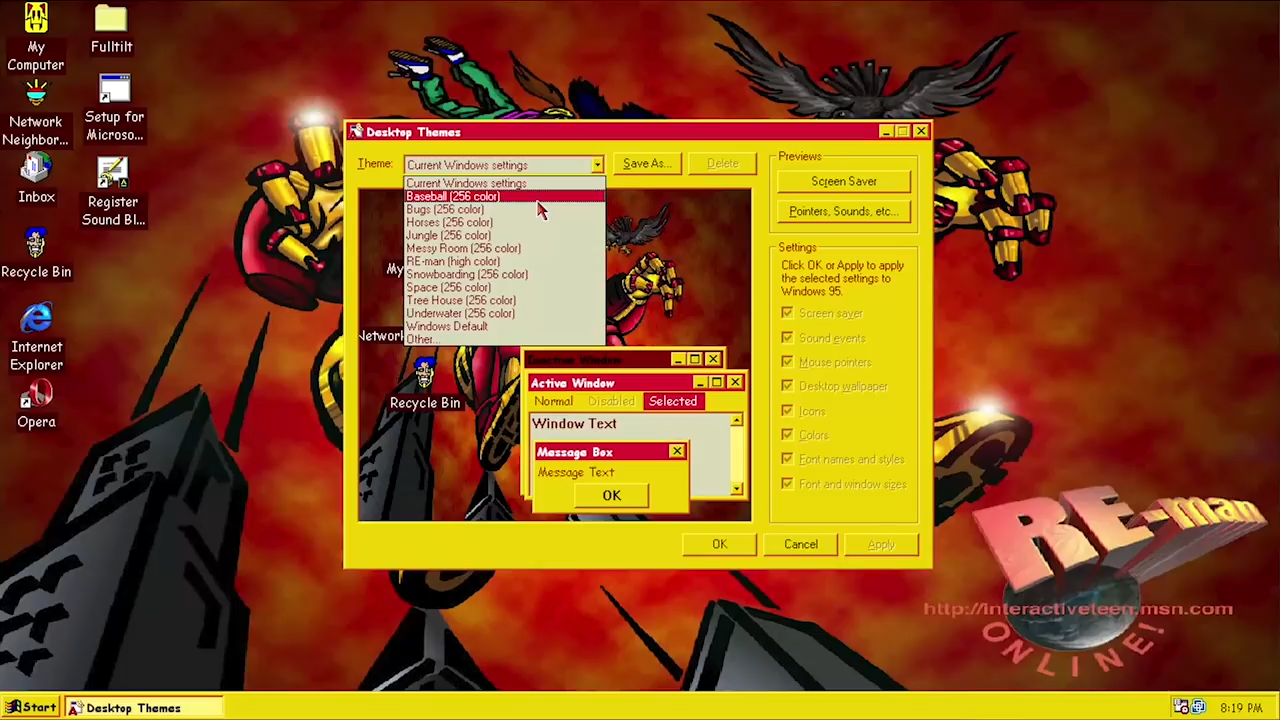 My
Computer
Fulltilt
Network
Neighbor...
Setup for
Microso...
Inbox
Register
Sound Bl...
Recycle Bin
Internet
Explorer
Opera
Desktop Themes
Theme:
Current Windows settings
Save As...
Delete
Current Windows settings
Baseball (256 color)
Bugs (256 color)
Horses (256 color)
Jungle (256 color)
Messy Room (256 color)
RE-man (high color)
Snowboarding (256 color)
Space (256 color)
Tree House (256 color)
Underwater (256 color)
Windows Default
Other...
My
Network
Recycle Bin
Inactive Window
Active Window
Normal
Disabled
Selected
Window Text
Message Box
Message Text
OK
Previews
Screen Saver
Pointers, Sounds, etc...
Settings
Click OK or Apply to apply
the selected settings to
Windows 95.
Screen saver
Sound events
Mouse pointers
Desktop wallpaper
Icons
Colors
Font names and styles
Font and window sizes
OK
Cancel
Apply
RE-man
http://interactiveteen.msn.com
ONLINE!
Start
Desktop Themes
8:19 PM